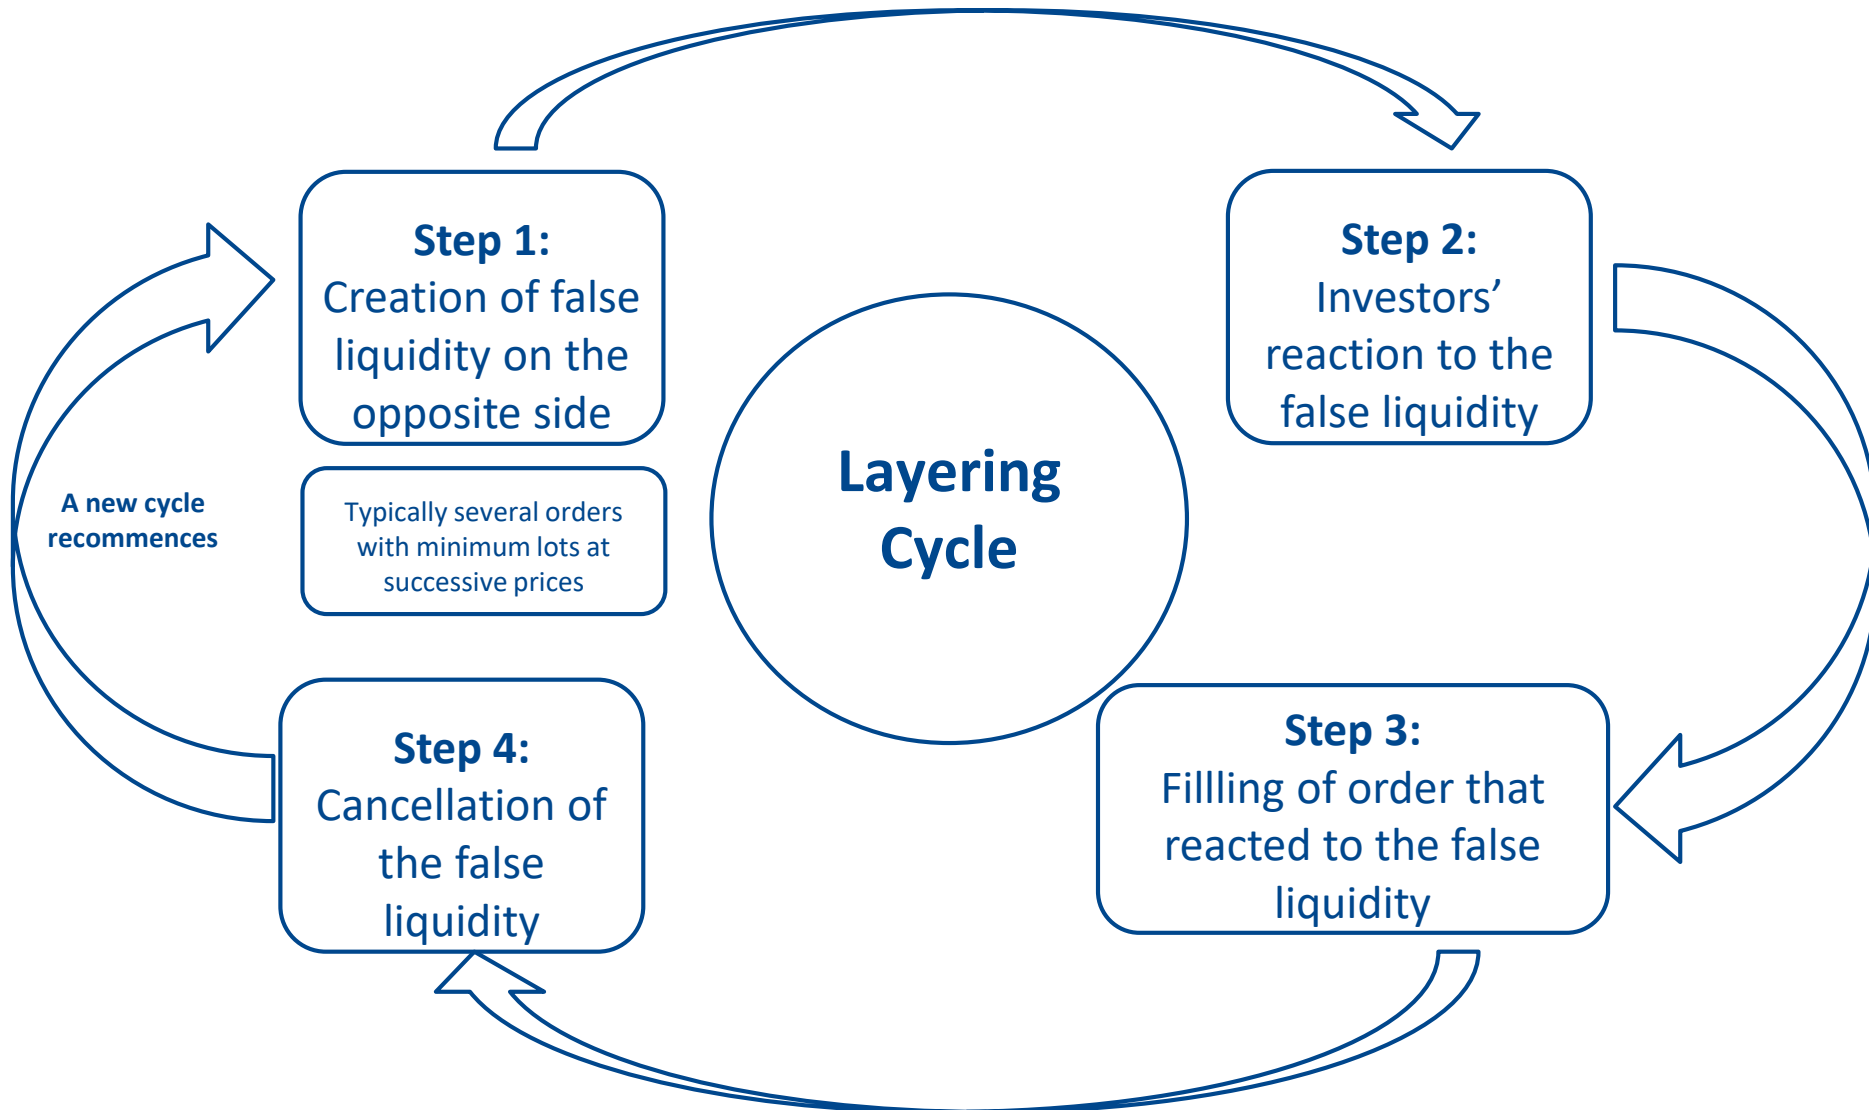 Step 1:
Creation of false
liquidity on the
opposite side
Typically several orders
with minimum lots at
successive prices
Step 2:
Investors’
reaction to the
false liquidity
Layering
Cycle
A new cycle
recommences
Step 3:
Fillling of order that
reacted to the false
liquidity
Step 4:
Cancellation of
the false
liquidity